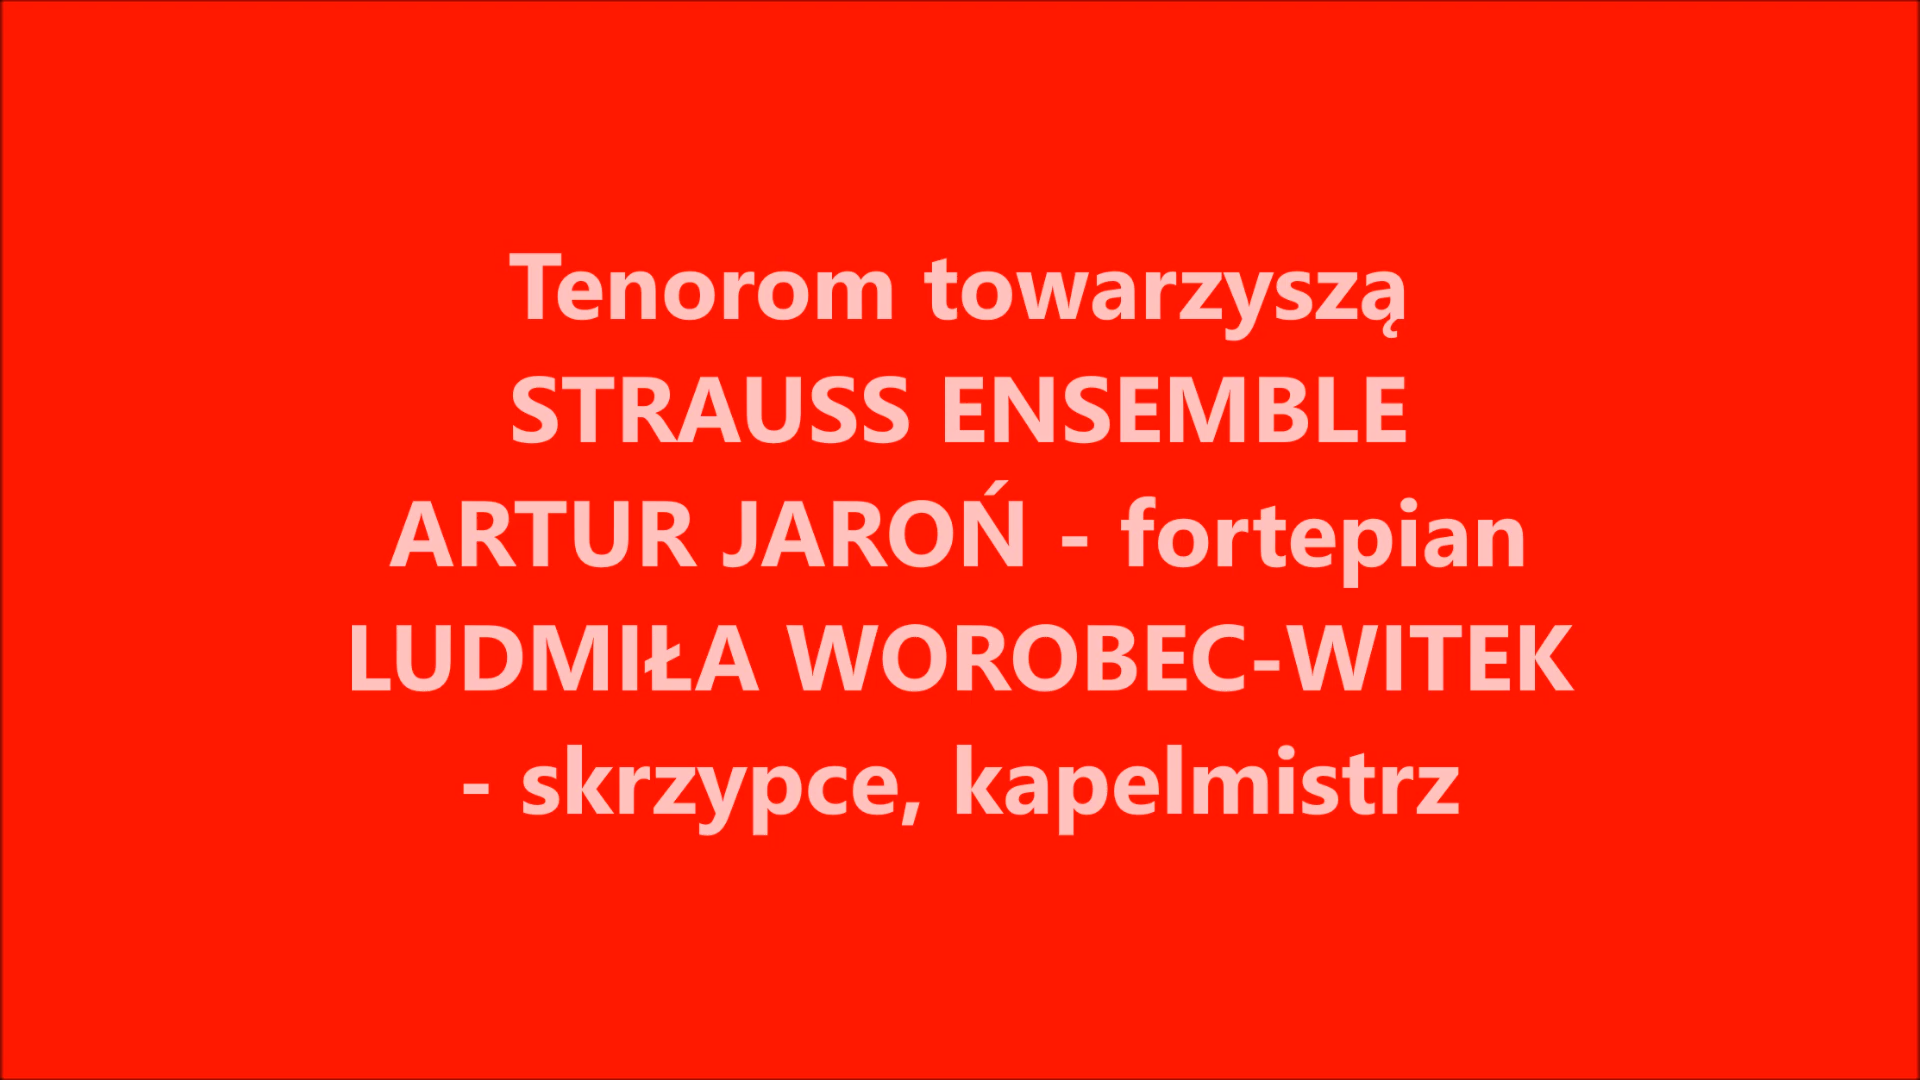 Tenorom towarzyszą
STRAUSS ENSEMBLE
ARTUR JAROŃ - fortepian
LUDMIŁA WOROBEC-WITEK
- skrzypce, kapelmistrz